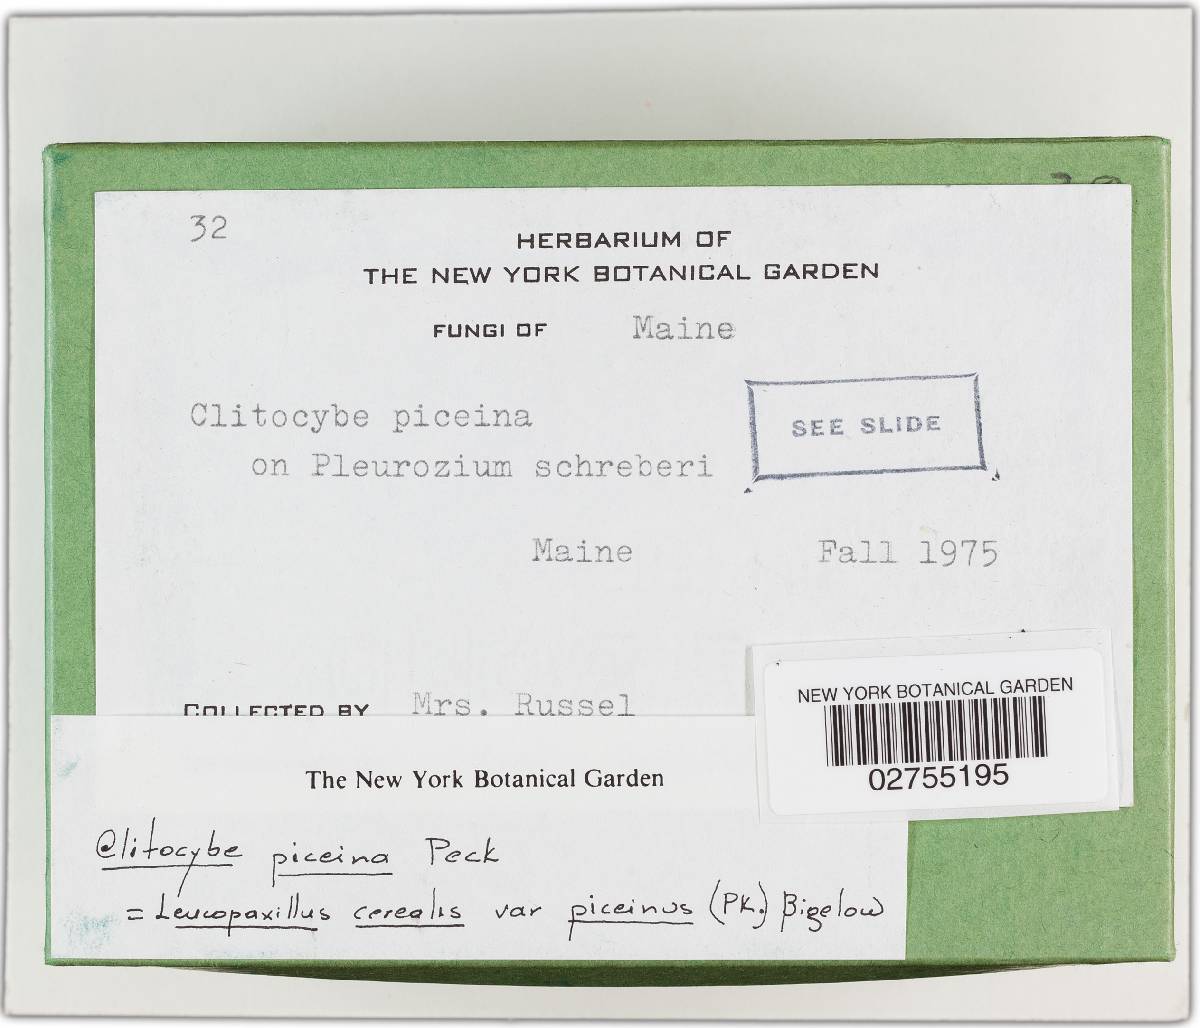 32
HERBARIUM OF
THE NEW YORK BOTANICAL GARDEN
FUNGI OF Maine
Clitocybe piceina
on Pleurozium schreberi
SEE SLIDE
Maine Fall 1975
COLLECTED BY Mrs. Russel
NEW YORK BOTANICAL GARDEN
02755195
The New York Botanical Garden
Clitocybe piceina Peck
= Leucopaxillus cerealis var piceinus (PK.) Bigelow